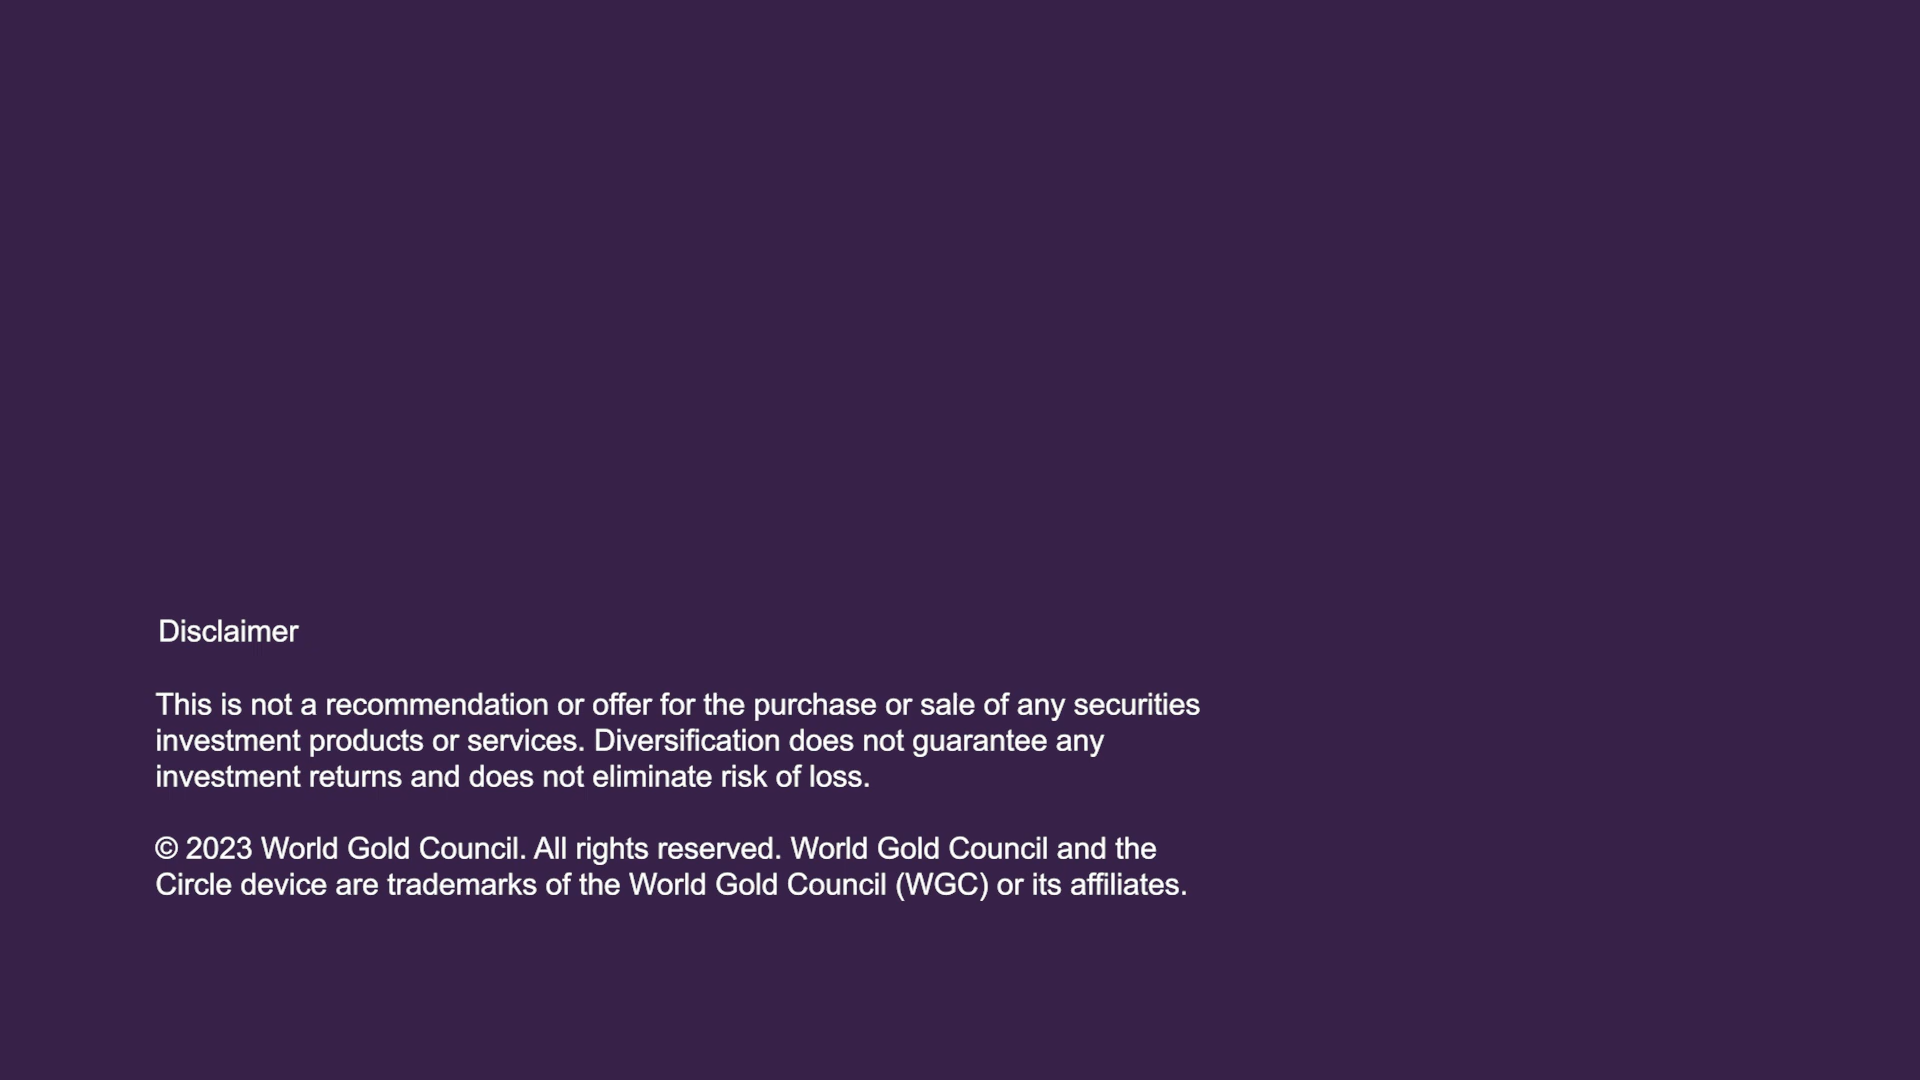 Disclaimer
This is not a recommendation or offer for the purchase or sale of any securities
investment products or services. Diversification does not guarantee any
investment returns and does not eliminate risk of loss.
© 2023 World Gold Council. All rights reserved. World Gold Council and the
Circle device are trademarks of the World Gold Council (WGC) or its affiliates.